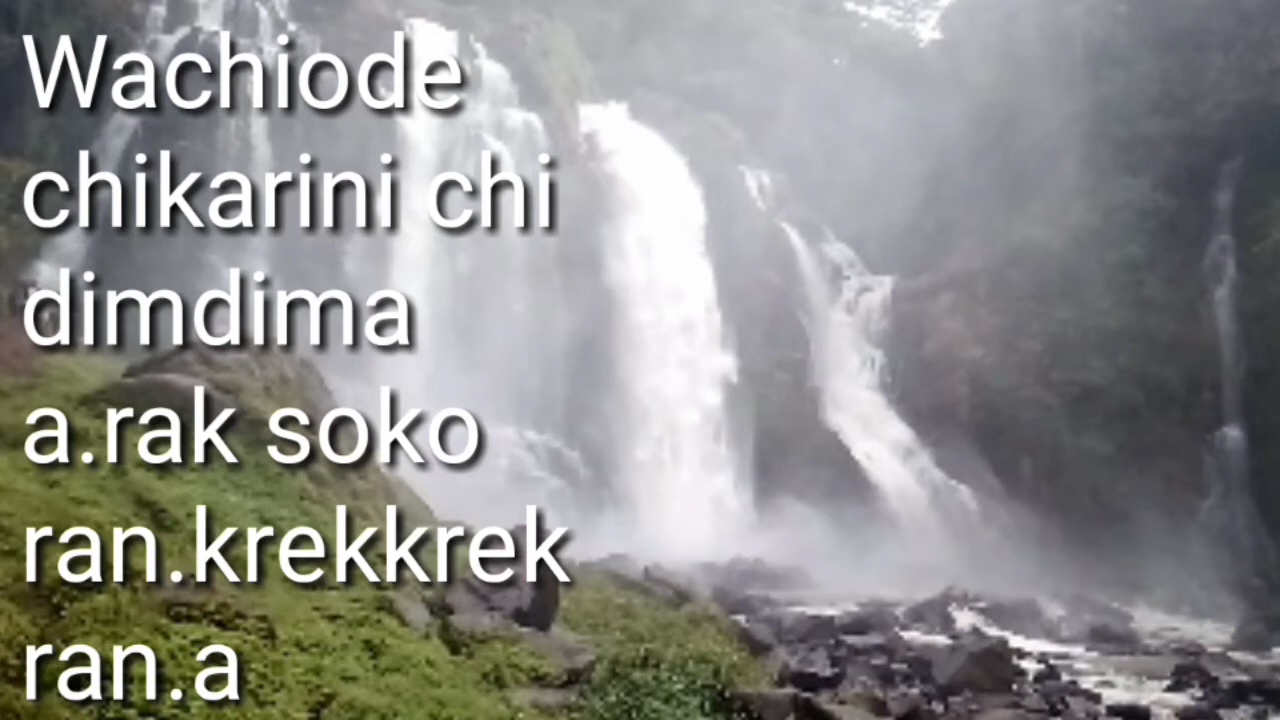 Wachiode
chikarini chi
dimdima
a.rak soko
ran.krekkrek
ran.a